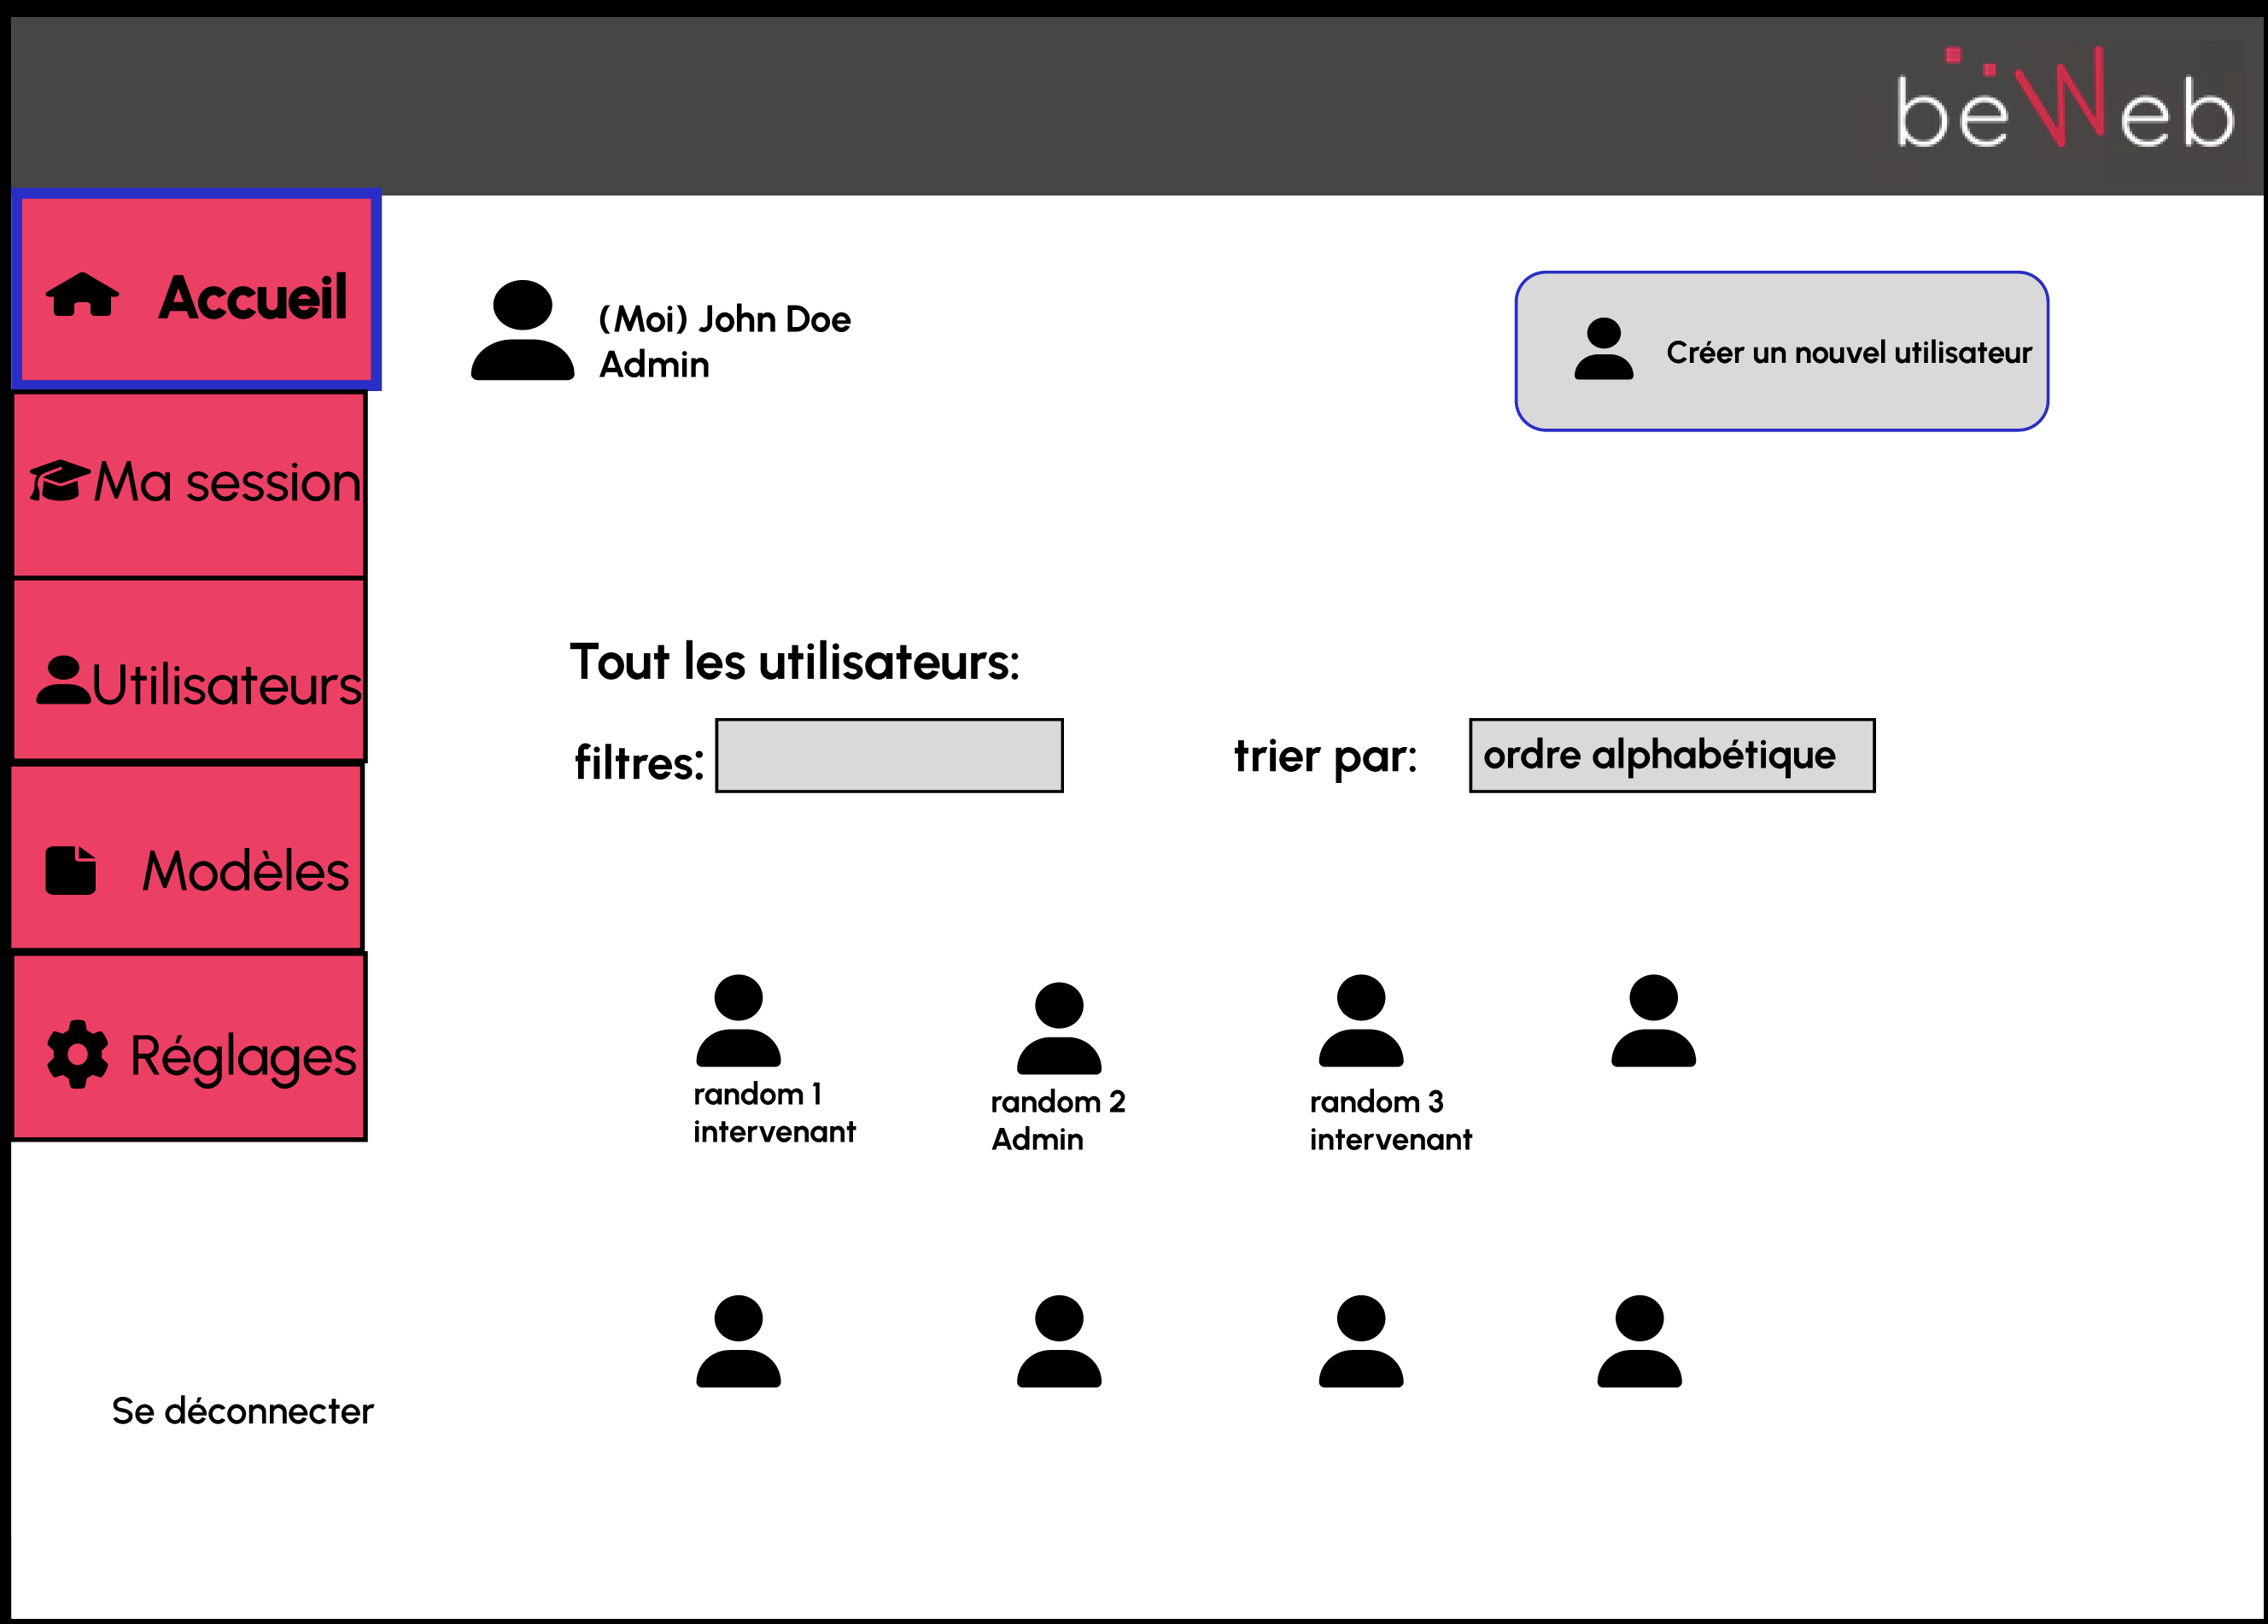 beWeb
Accueil
(Moi) John Doe
Admin
Créer un nouvel utilisateur
Ma session
Utilisateurs
Tout les utilisateurs:
filtres:
trier par:
ordre alphabétique
Modèles
Réglages
random 1
intervenant
random 2
Admin
random 3
intervenant
Se déconnecter